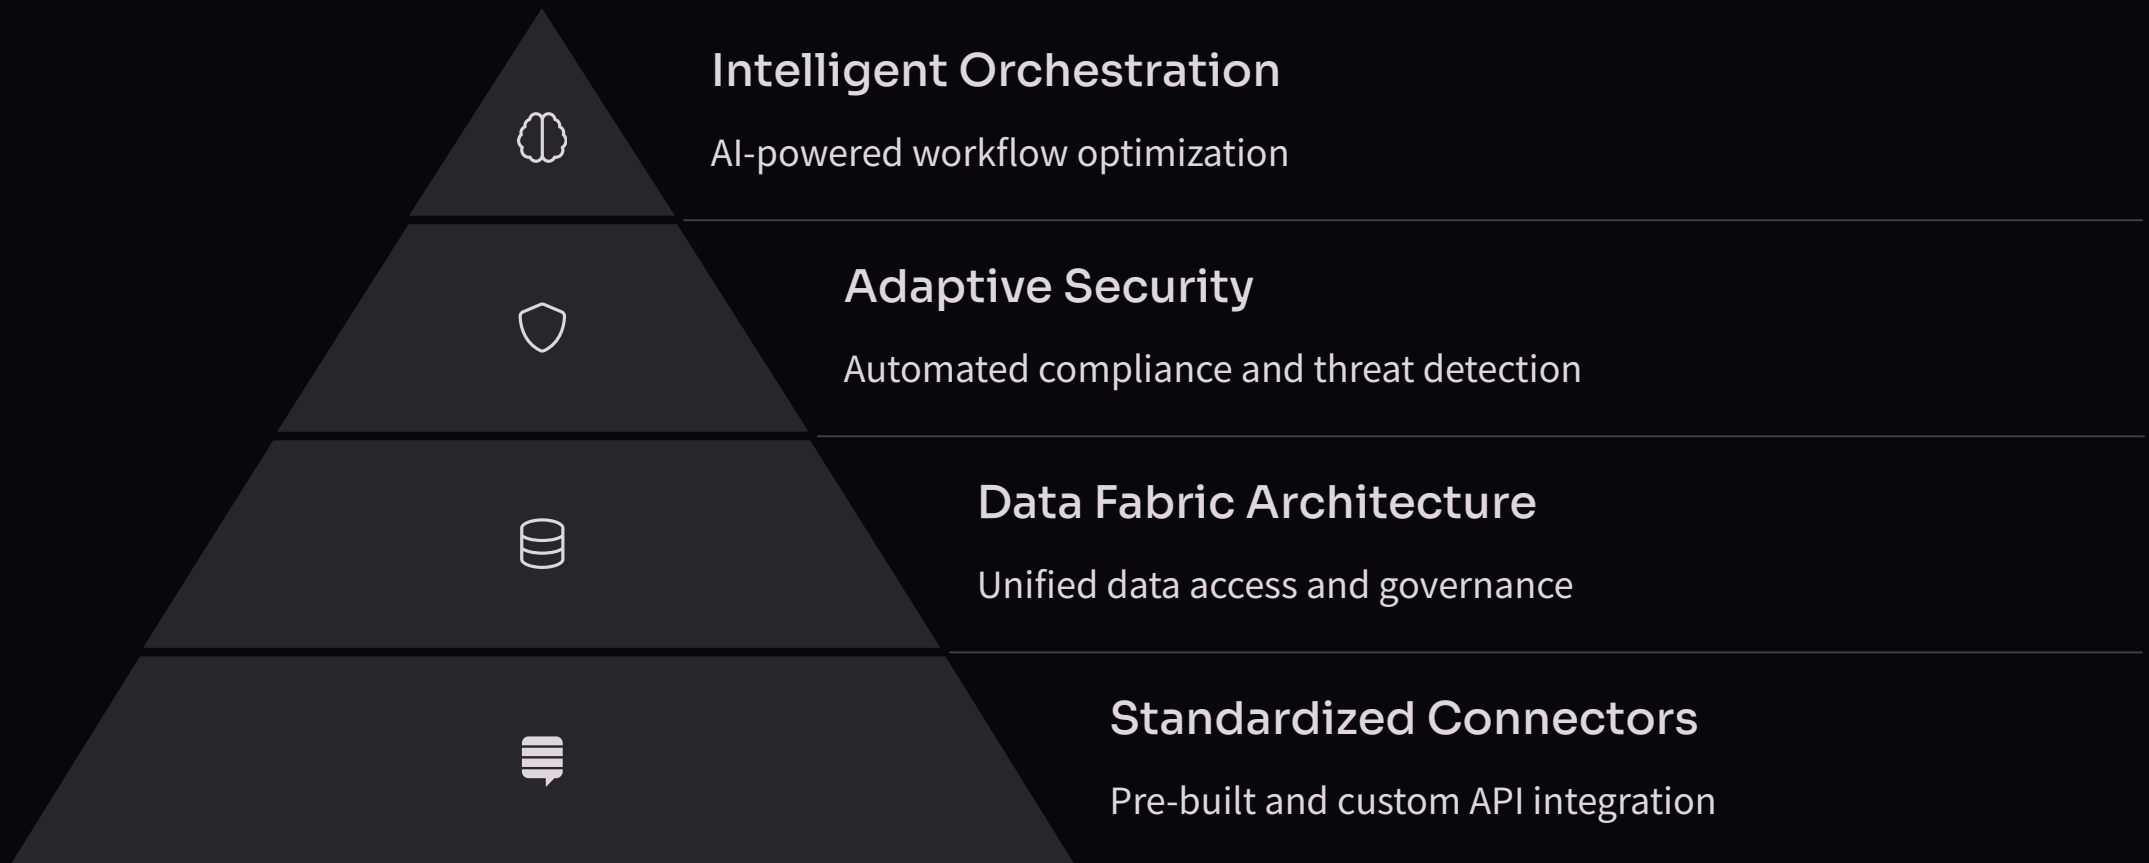 Intelligent Orchestration
AI-powered workflow optimization
Adaptive Security
Automated compliance and threat detection
Data Fabric Architecture
Unified data access and governance
Standardized Connectors
Pre-built and custom API integration